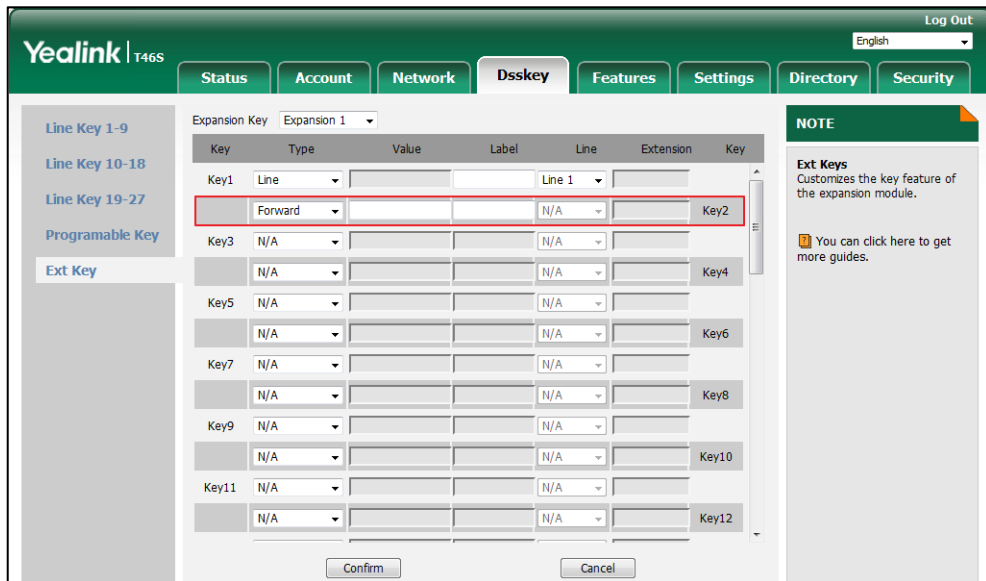 Log Out
Yealink T46S
English
Status Account Network Dsskey Features Settings Directory Security
Line Key 1-9
Line Key 10-18
Line Key 19-27
Programable Key
Ext Key
Expansion Key Expansion 1
Key Type Value Label Line Extension Key
Key1 Line Line 1
Forward N/A Key2
Key3 N/A N/A
N/A N/A Key4
Key5 N/A N/A
N/A N/A Key6
Key7 N/A N/A
N/A N/A Key8
Key9 N/A N/A
N/A N/A Key10
Key11 N/A N/A
N/A N/A Key12
Confirm Cancel
NOTE
Ext Keys
Customizes the key feature of
the expansion module.
? You can click here to get
more guides.